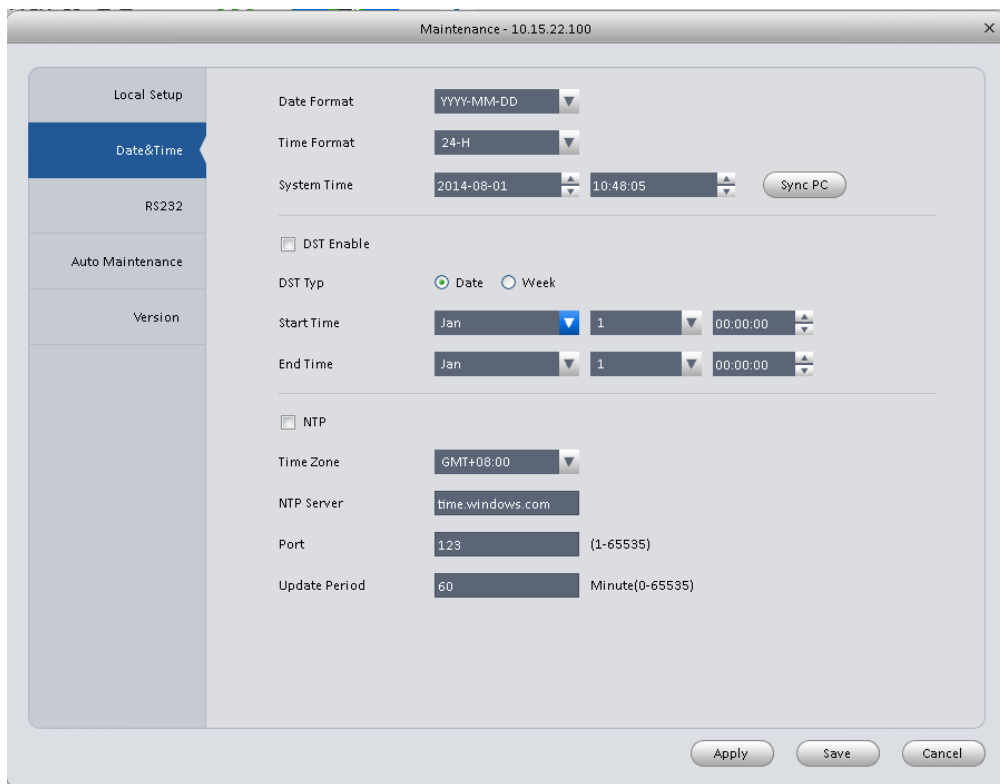 Maintenance - 10.15.22.100
Local Setup
Date&Time
RS232
Auto Maintenance
Version
Date Format YYYY-MM-DD
Time Format 24-H
System Time 2014-08-01 10:48:05 Sync PC
DST Enable
DST Typ Date Week
Start Time Jan 1 00:00:00
End Time Jan 1 00:00:00
NTP
Time Zone GMT+08:00
NTP Server time.windows.com
Port 123 (1-65535)
Update Period 60 Minute(0-65535)
Apply Save Cancel